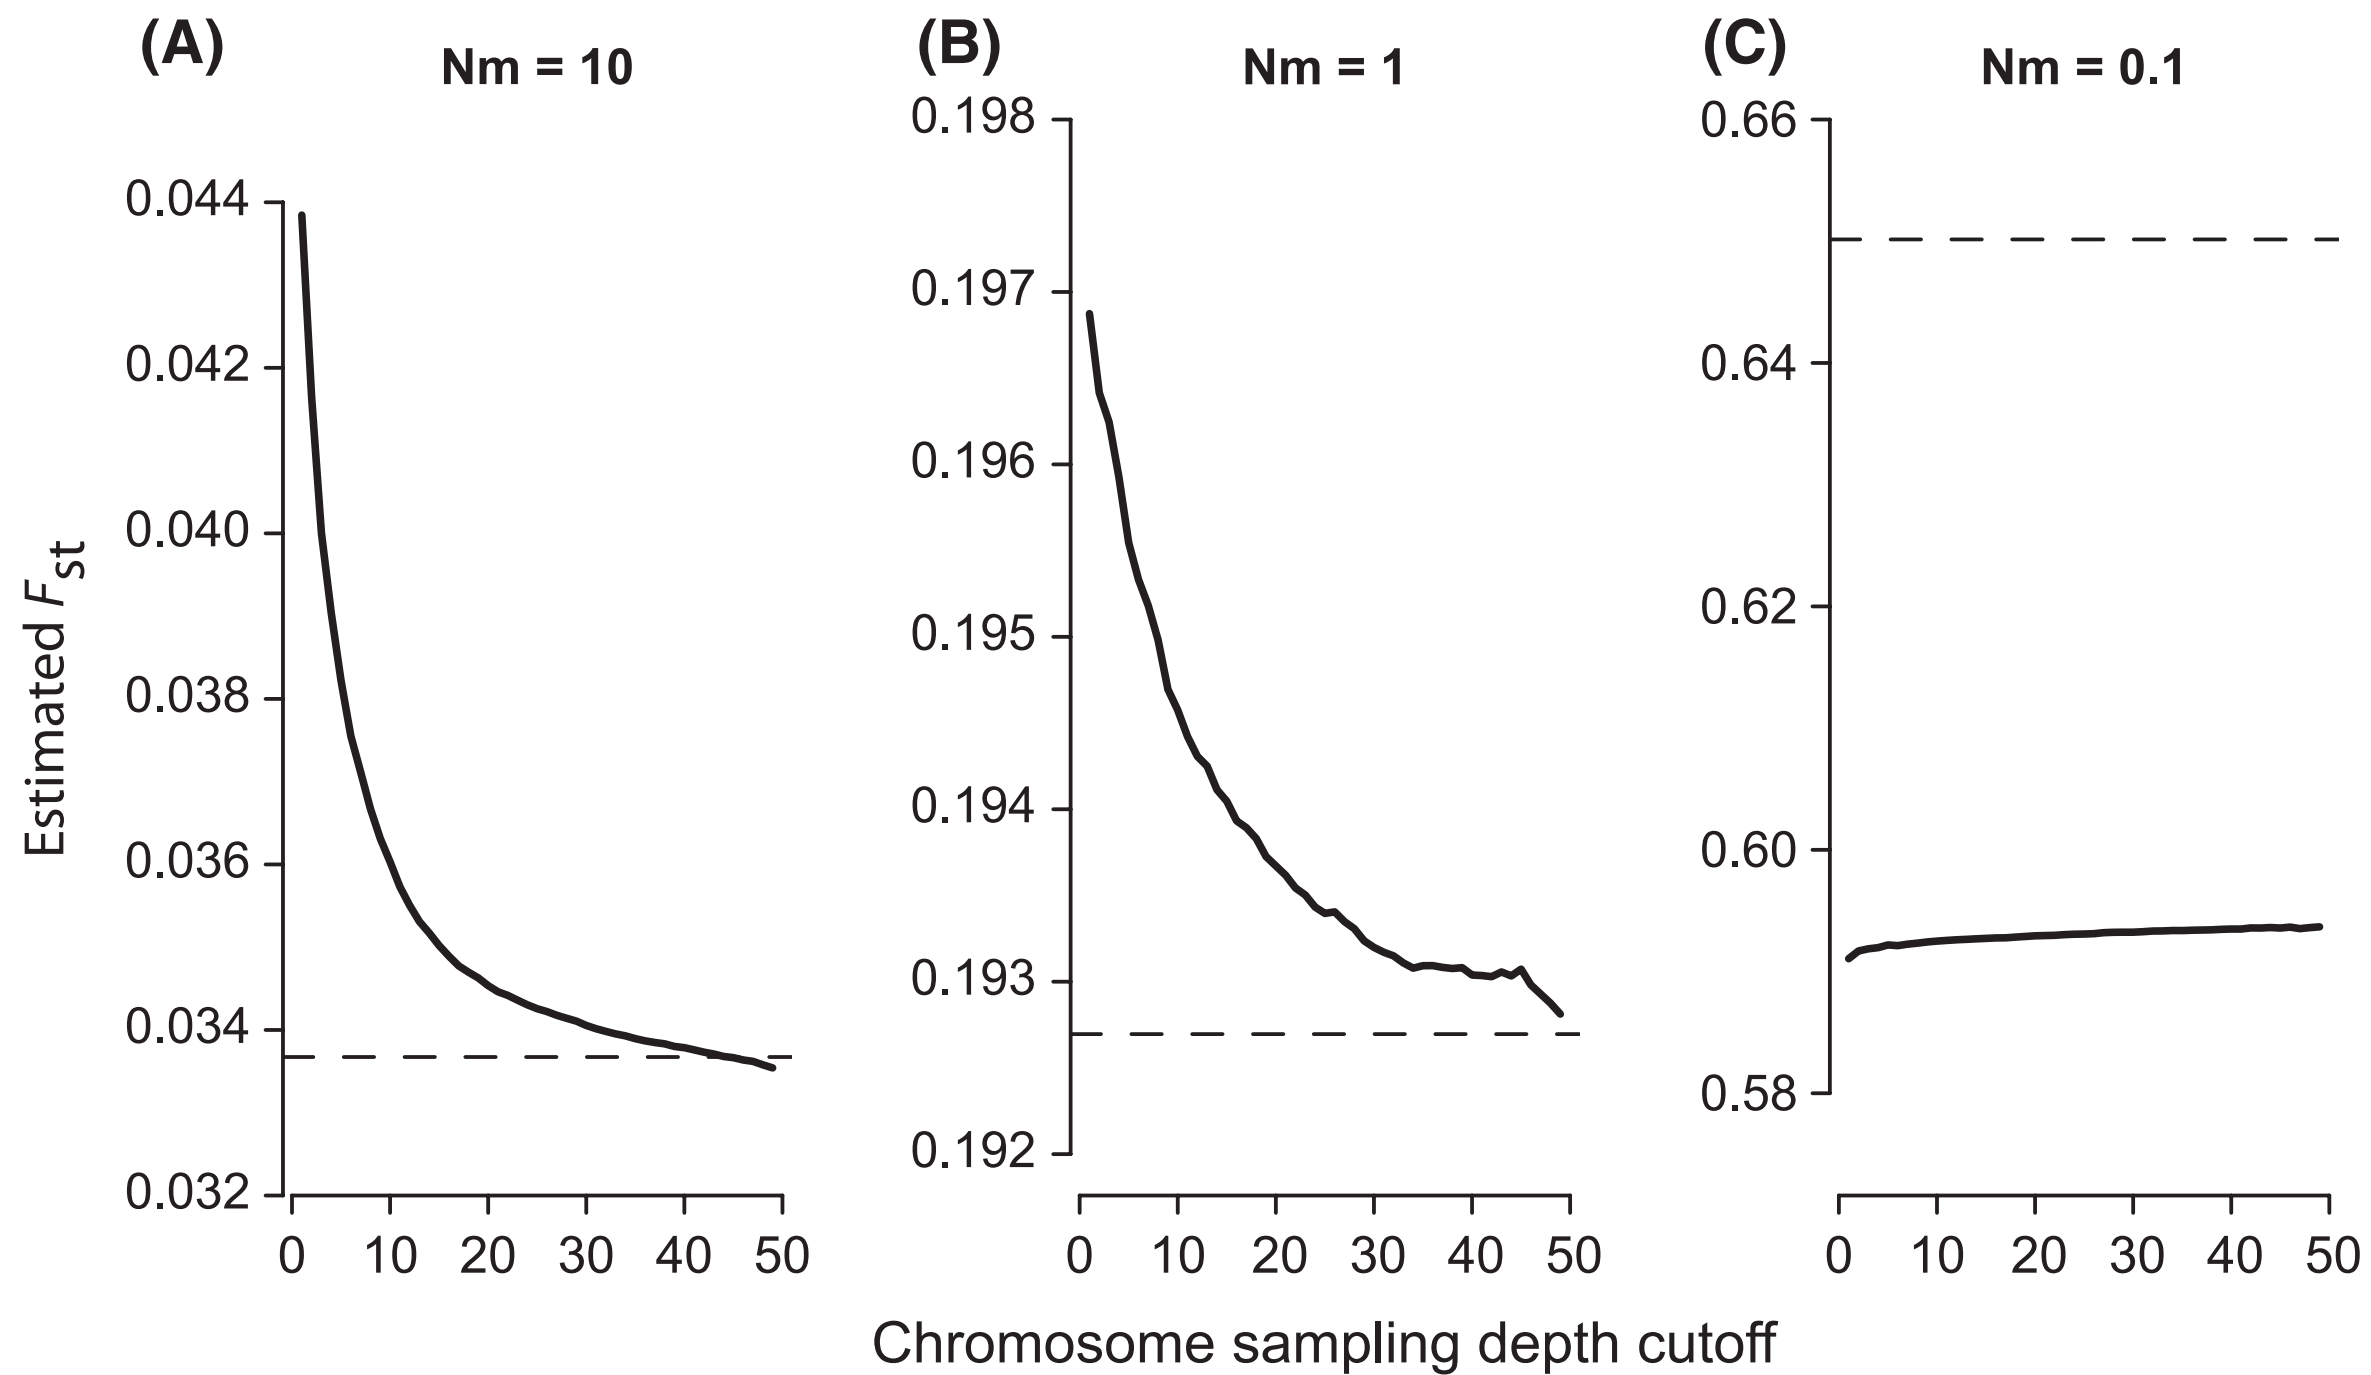 (A)
Nm = 10
(B)
Nm = 1
(C)
Nm = 0.1
Estimated Fst
0.044
0.042
0.040
0.038
0.036
0.034
0.032
0 10 20 30 40 50
0.198
0.197
0.196
0.195
0.194
0.193
0.192
0 10 20 30 40 50
0.66
0.64
0.62
0.60
0.58
0 10 20 30 40 50
Chromosome sampling depth cutoff